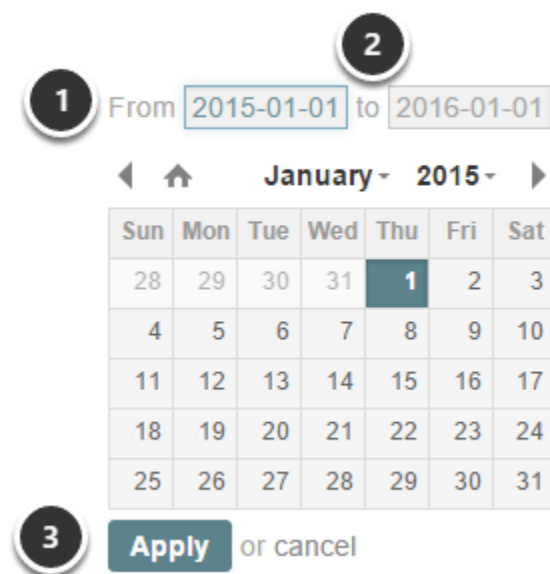 2
1 From 2015-01-01 to 2016-01-01
January 2015
Sun Mon Tue Wed Thu Fri Sat
28 29 30 31 1 2 3
4 5 6 7 8 9 10
11 12 13 14 15 16 17
18 19 20 21 22 23 24
25 26 27 28 29 30 31
3 Apply or cancel